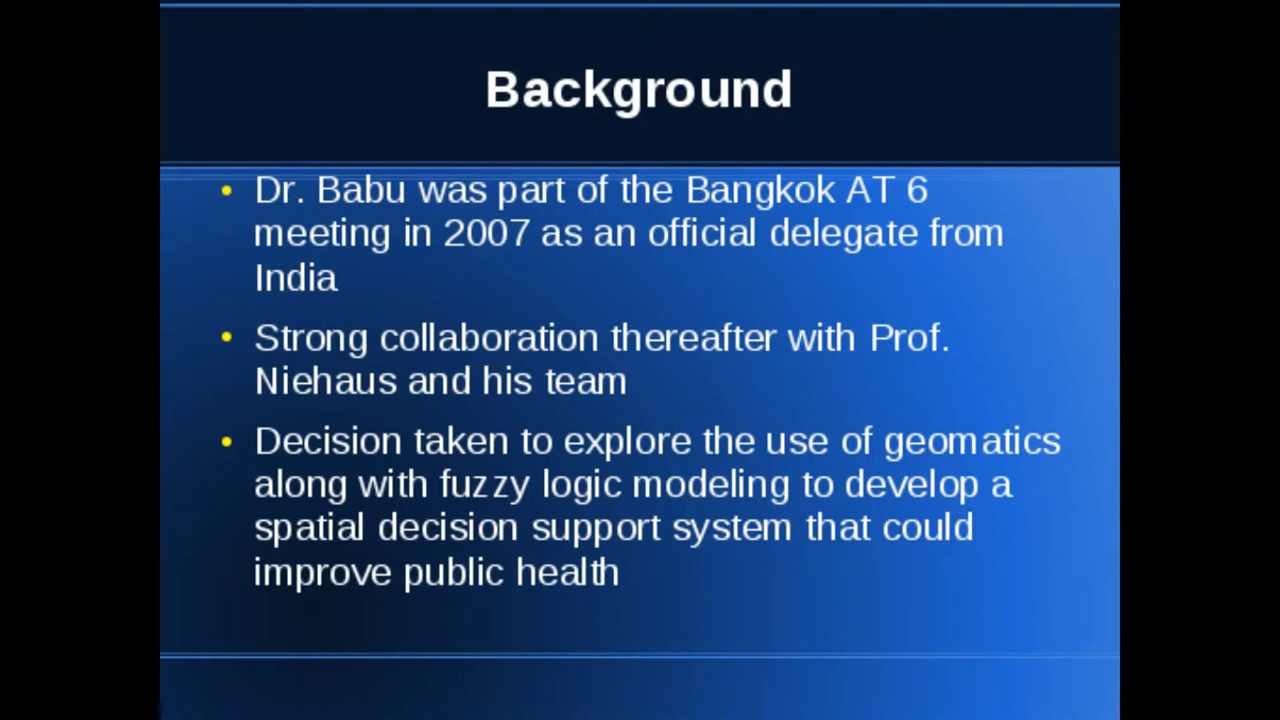 Background
• Dr. Babu was part of the Bangkok AT 6
meeting in 2007 as an official delegate from
India
• Strong collaboration thereafter with Prof.
Niehaus and his team
• Decision taken to explore the use of geomatics
along with fuzzy logic modeling to develop a
spatial decision support system that could
improve public health